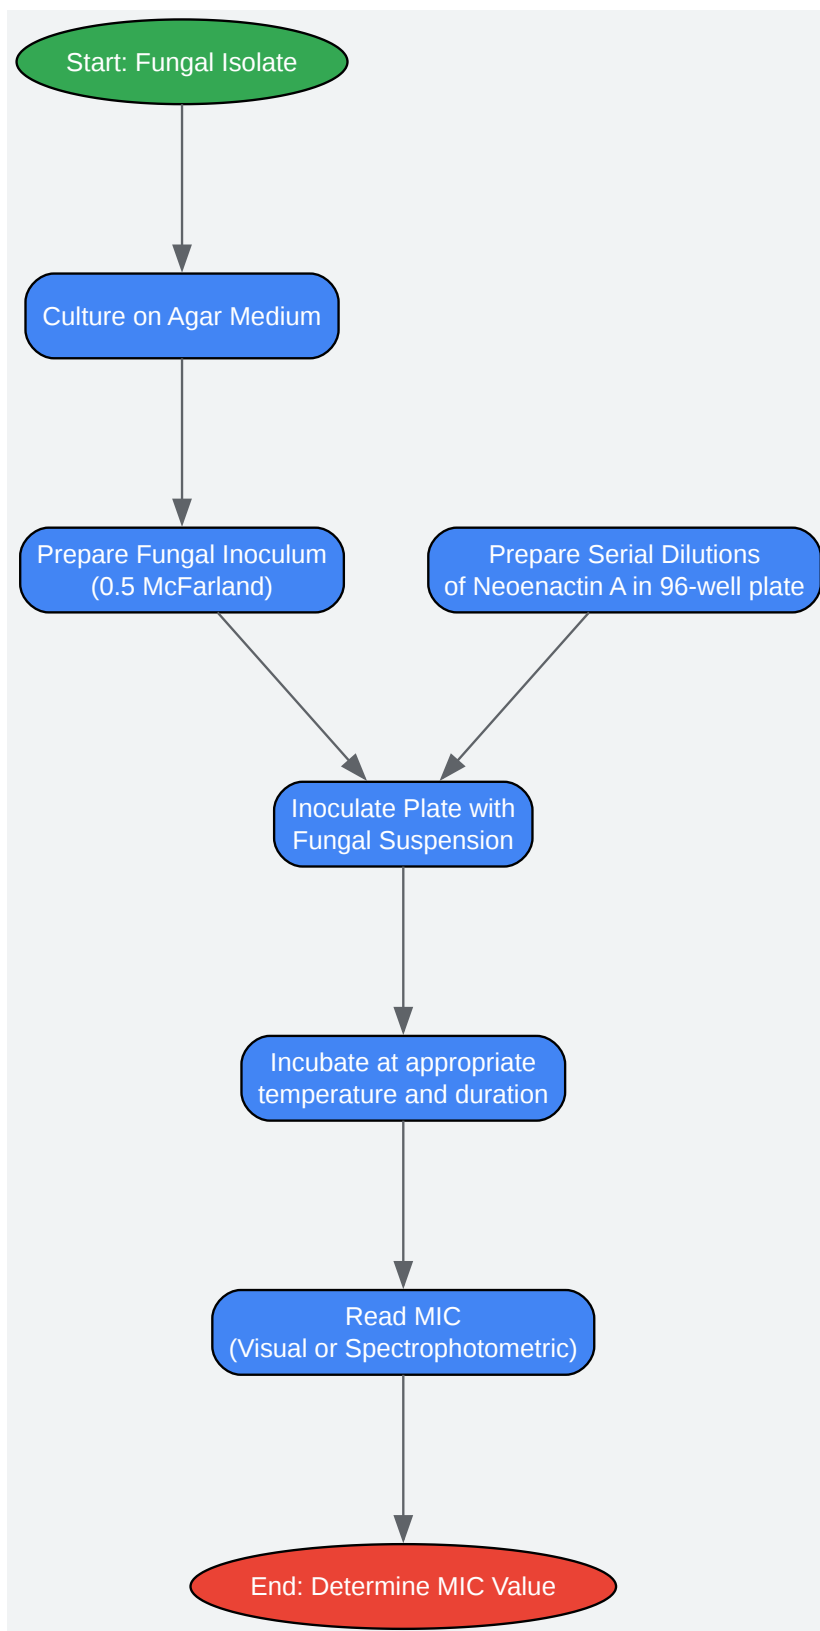 Start: Fungal Isolate
Culture on Agar Medium
Prepare Fungal Inoculum
(0.5 McFarland)
Prepare Serial Dilutions
of Neoenactin A in 96-well plate
Inoculate Plate with
Fungal Suspension
Incubate at appropriate
temperature and duration
Read MIC
(Visual or Spectrophotometric)
End: Determine MIC Value